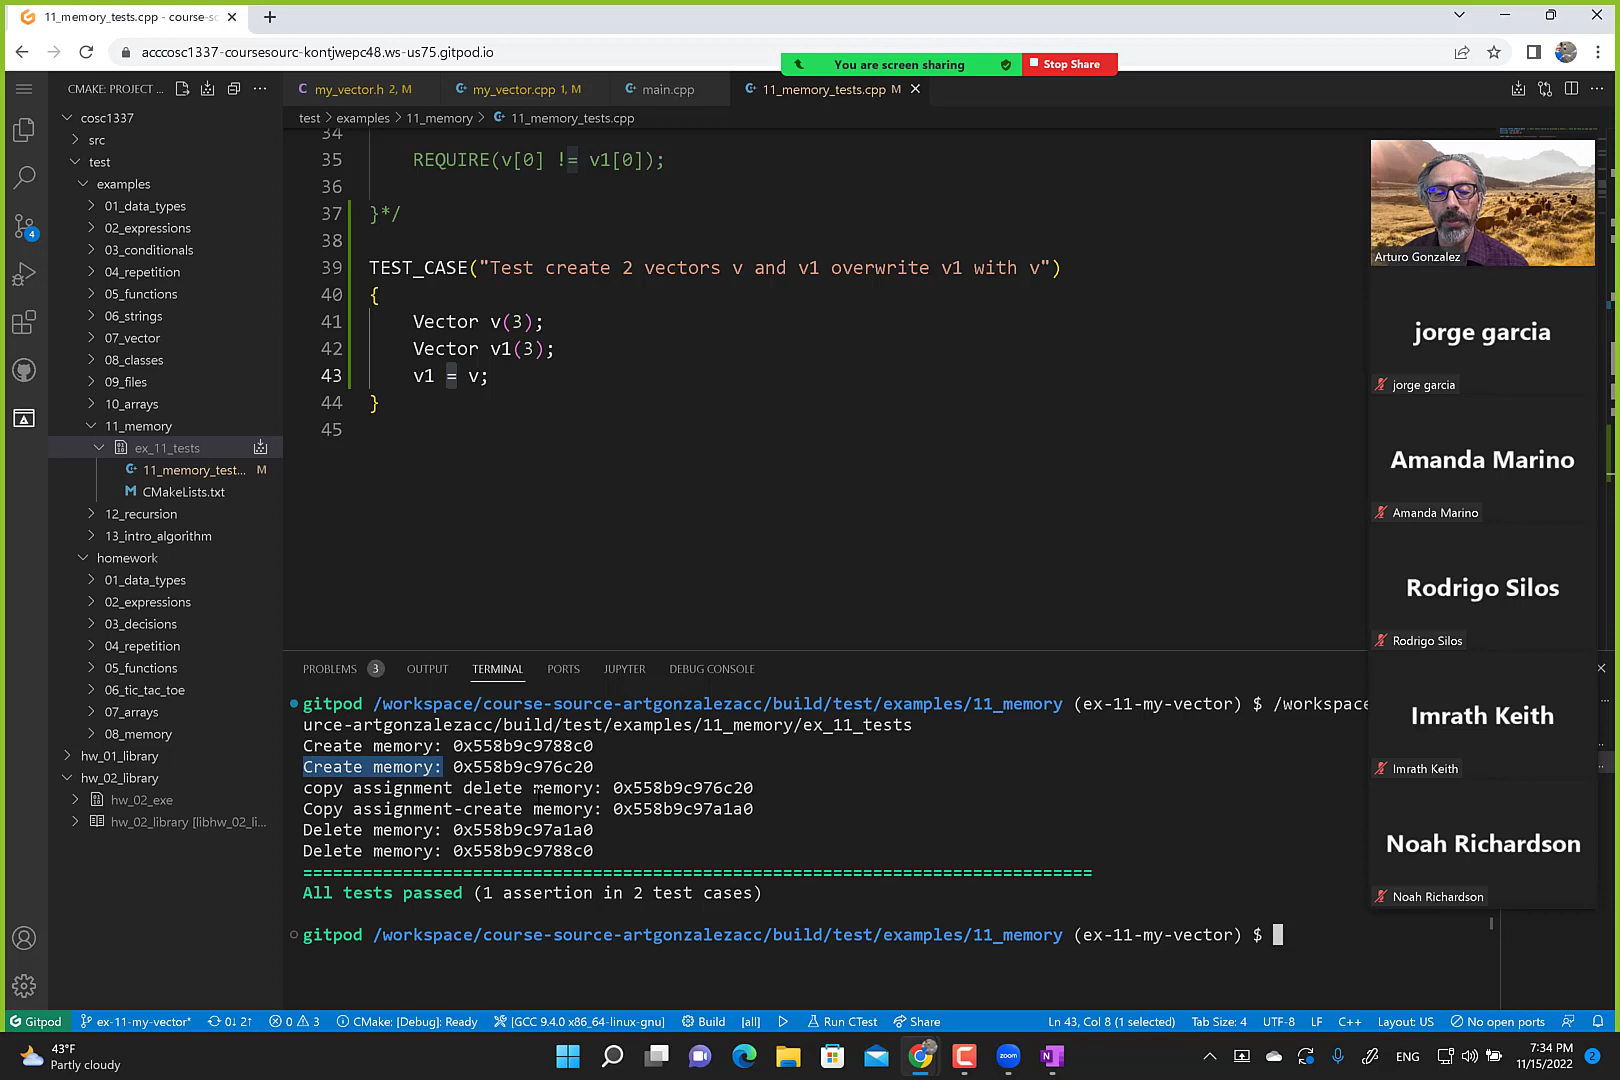 11_memory_tests.cpp - course-so
acccosc1337-coursesourc-kontjwepc48.ws-us75.gitpod.io
You are screen sharing
Stop Share
CMAKE: PROJECT ...
my_vector.h 2, M
my_vector.cpp 1, M
main.cpp
11_memory_tests.cpp M
test > examples > 11_memory > 11_memory_tests.cpp
cosc1337
src
test
examples
01_data_types
02_expressions
03_conditionals
04_repetition
05_functions
06_strings
07_vector
08_classes
09_files
10_arrays
11_memory
ex_11_tests
11_memory_test... M
CMakeLists.txt
12_recursion
13_intro_algorithm
homework
01_data_types
02_expressions
03_decisions
04_repetition
05_functions
06_tic_tac_toe
07_arrays
08_memory
hw_01_library
hw_02_library
hw_02_exe
hw_02_library [libhw_02_li...
4
34
35 REQUIRE(v[0] != v1[0]);
36
37 }*/
38
39 TEST_CASE("Test create 2 vectors v and v1 overwrite v1 with v")
40 {
41 Vector v(3);
42 Vector v1(3);
43 v1 = v;
44 }
45
Arturo Gonzalez
jorge garcia
jorge garcia
Amanda Marino
Amanda Marino
Rodrigo Silos
Rodrigo Silos
Imrath Keith
Imrath Keith
Noah Richardson
Noah Richardson
PROBLEMS 3 OUTPUT TERMINAL PORTS JUPYTER DEBUG CONSOLE
gitpod /workspace/course-source-artgonzalezacc/build/test/examples/11_memory (ex-11-my-vector) $ /workspace
urce-artgonzalezacc/build/test/examples/11_memory/ex_11_tests
Create memory: 0x558b9c9788c0
Create memory: 0x558b9c976c20
copy assignment delete memory: 0x558b9c976c20
Copy assignment-create memory: 0x558b9c97a1a0
Delete memory: 0x558b9c97a1a0
Delete memory: 0x558b9c9788c0
===============================================================================
All tests passed (1 assertion in 2 test cases)
gitpod /workspace/course-source-artgonzalezacc/build/test/examples/11_memory (ex-11-my-vector) $
Gitpod ex-11-my-vector* 0↓ 2↑ 0 3 CMake: [Debug]: Ready [GCC 9.4.0 x86_64-linux-gnu] Build [all] Run CTest Share Ln 43, Col 8 (1 selected) Tab Size: 4 UTF-8 LF C++ Layout: US No open ports
43°F
Partly cloudy
zoom
ENG
7:34 PM
11/15/2022
2